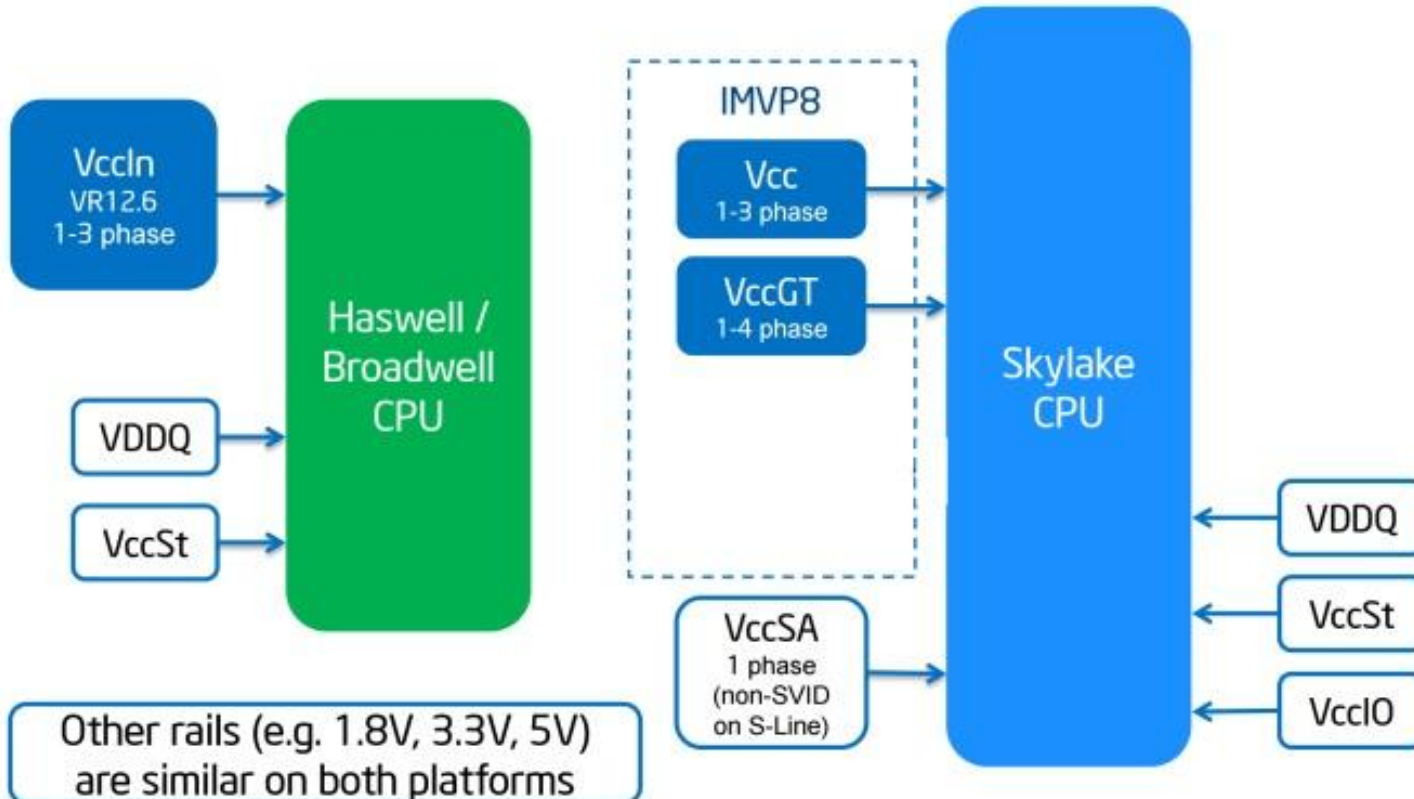 VccIn
VR12.6
1-3 phase
Haswell /
Broadwell
CPU
VDDQ
VccSt
Other rails (e.g. 1.8V, 3.3V, 5V)
are similar on both platforms
IMVP8
Vcc
1-3 phase
VccGT
1-4 phase
VccSA
1 phase
(non-SVID
on S-Line)
Skylake
CPU
VDDQ
VccSt
VccIO